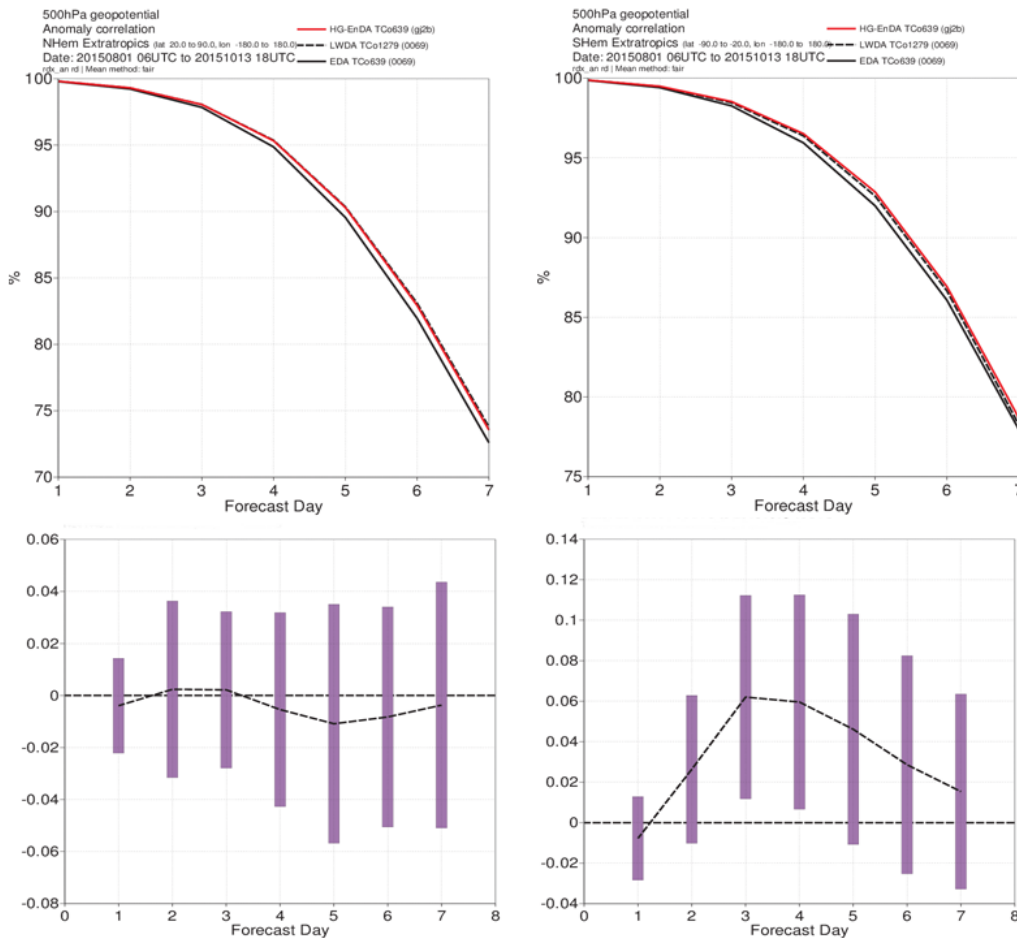 500hPa geopotential
Anomaly correlation
NHem Extratropics (lat 20.0 to 90.0, lon -180.0 to 180.0)
Date: 20150801 06UTC to 20151013 18UTC
rdx_an rd | Mean method: fair
HG-EnDA TCo639 (gj2b)
LWDA TCo1279 (0069)
EDA TCo639 (0069)
100
95
90
85
80
75
70
%
1 2 3 4 5 6 7
Forecast Day
500hPa geopotential
Anomaly correlation
SHem Extratropics (lat -90.0 to -20.0, lon -180.0 to 180.0)
Date: 20150801 06UTC to 20151013 18UTC
rdx_an rd | Mean method: fair
HG-EnDA TCo639 (gj2b)
LWDA TCo1279 (0069)
EDA TCo639 (0069)
100
95
90
85
80
75
%
1 2 3 4 5 6 7
Forecast Day
0.06
0.04
0.02
0
-0.02
-0.04
-0.06
-0.08
0 1 2 3 4 5 6 7 8
Forecast Day
0.14
0.12
0.1
0.08
0.06
0.04
0.02
0
-0.02
-0.04
0 1 2 3 4 5 6 7 8
Forecast Day